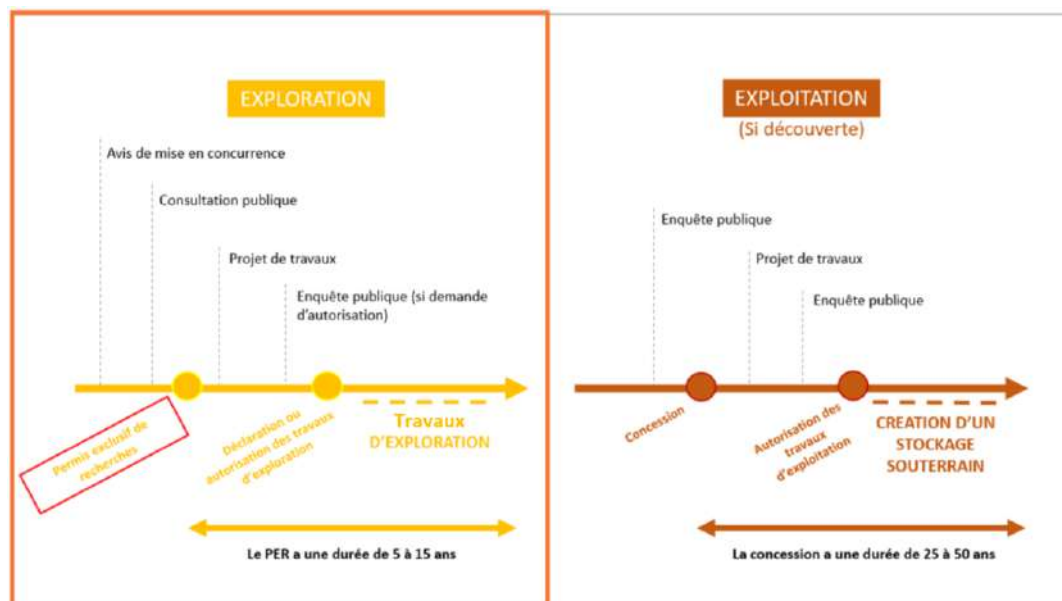 EXPLORATION
Avis de mise en concurrence
Consultation publique
Projet de travaux
Enquête publique (si demande
d'autorisation)
Permis exclusif de
recherches
Déclaration ou
autorisation des travaux
d'exploration
Travaux
D'EXPLORATION
Le PER a une durée de 5 à 15 ans
EXPLOITATION
(Si découverte)
Enquête publique
Projet de travaux
Enquête publique
Concession
Autorisation des
travaux
d'exploitation
CREATION D'UN
STOCKAGE
SOUTERRAIN
La concession a une durée de 25 à 50 ans